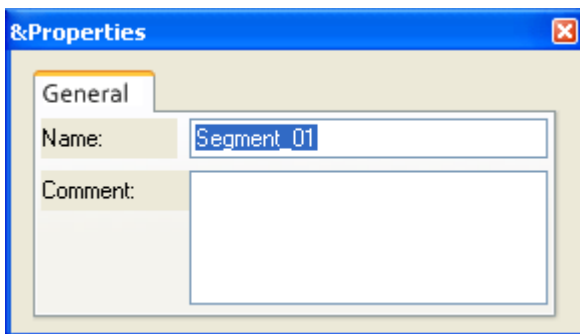 &Properties
General
Name:
Segment_01
Comment: